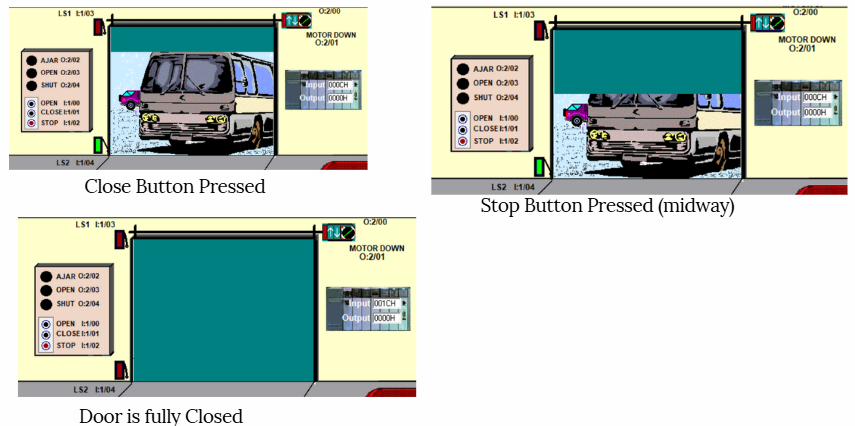 LS1 I:1/03
O:2/00
MOTOR DOWN
O:2/01
AJAR O:2/02
OPEN O:2/03
SHUT O:2/04
OPEN I:1/00
CLOSE I:1/01
STOP I:1/02
Input 000CH
Output 0000H
LS2 I:1/04
Close Button Pressed
LS1 I:1/03
O:2/00
MOTOR DOWN
O:2/01
AJAR O:2/02
OPEN O:2/03
SHUT O:2/04
OPEN I:1/00
CLOSE I:1/01
STOP I:1/02
Input 000CH
Output 0000H
LS2 I:1/04
Stop Button Pressed (midway)
LS1 I:1/03
O:2/00
MOTOR DOWN
O:2/01
AJAR O:2/02
OPEN O:2/03
SHUT O:2/04
OPEN I:1/00
CLOSE I:1/01
STOP I:1/02
Input 001CH
Output 0000H
LS2 I:1/04
Door is fully Closed